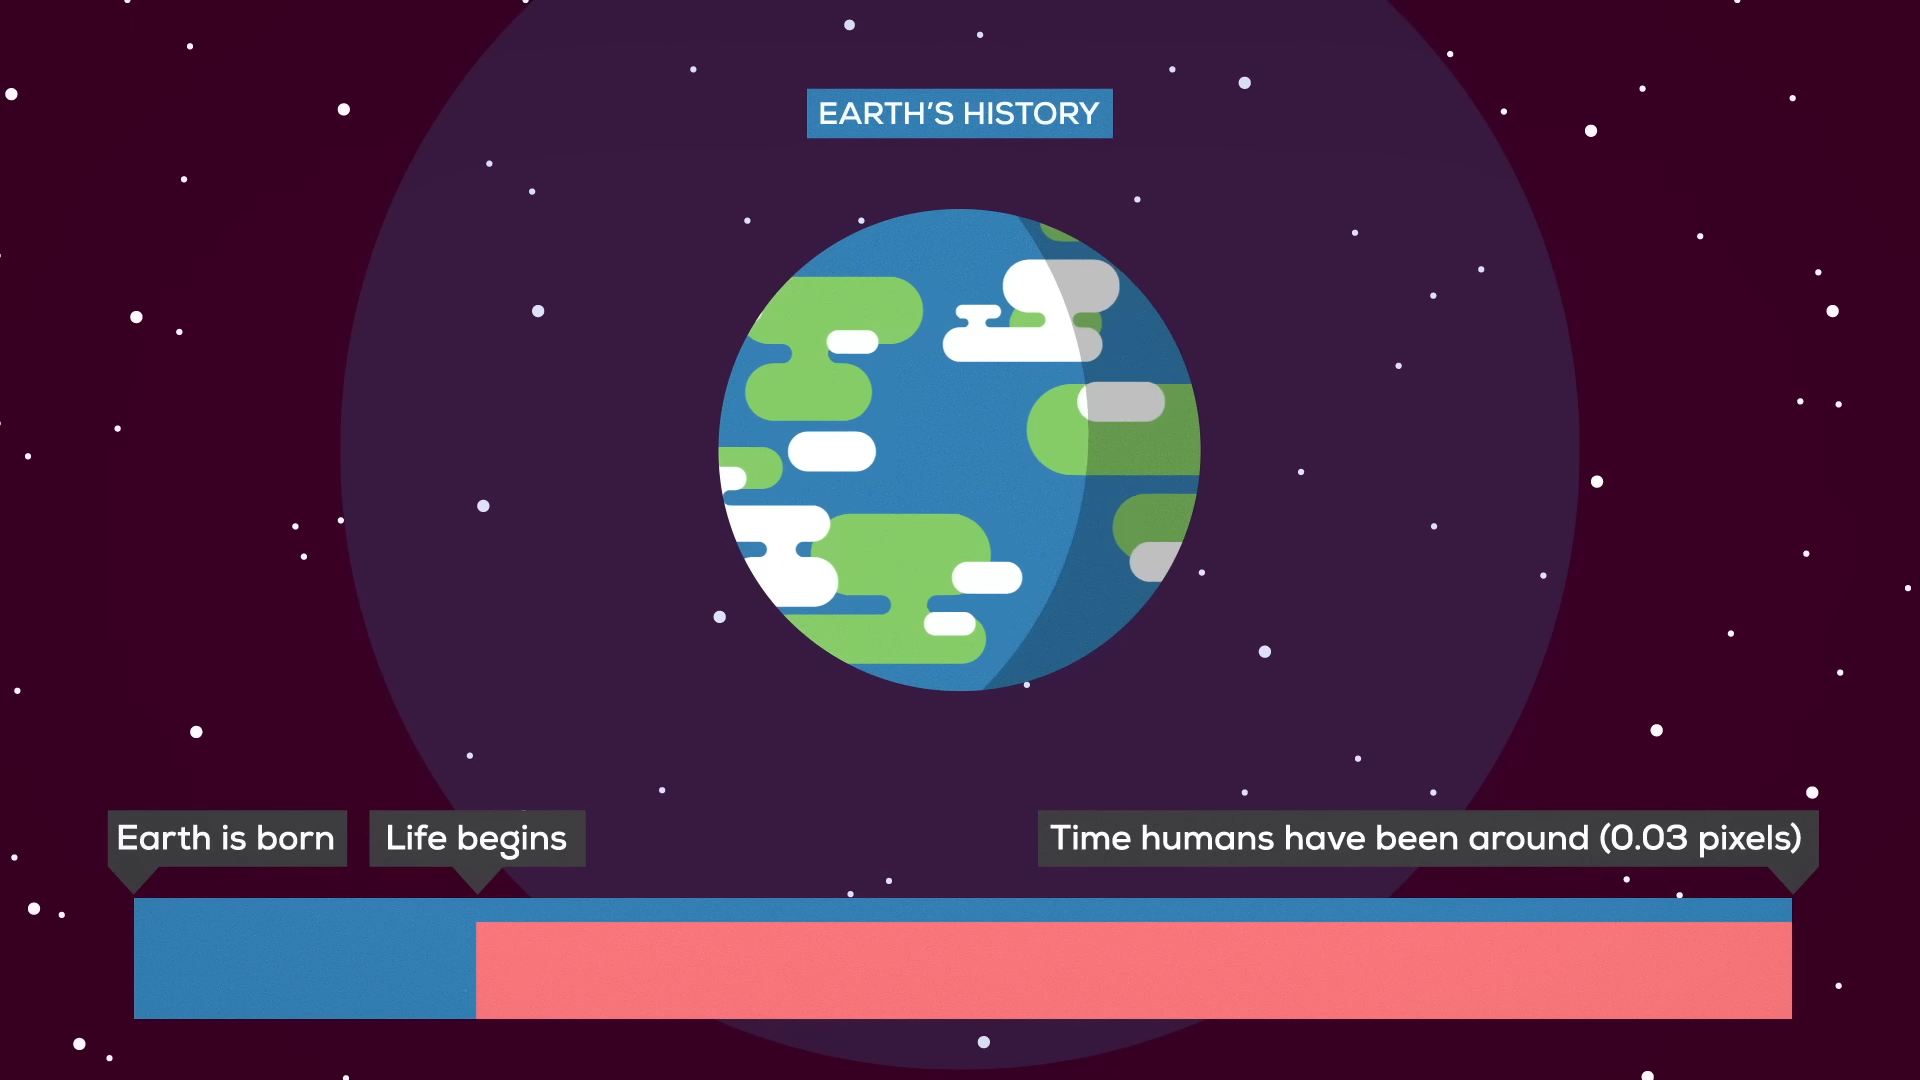 EARTH'S HISTORY
Earth is born
Life begins
Time humans have been around (0.03 pixels)